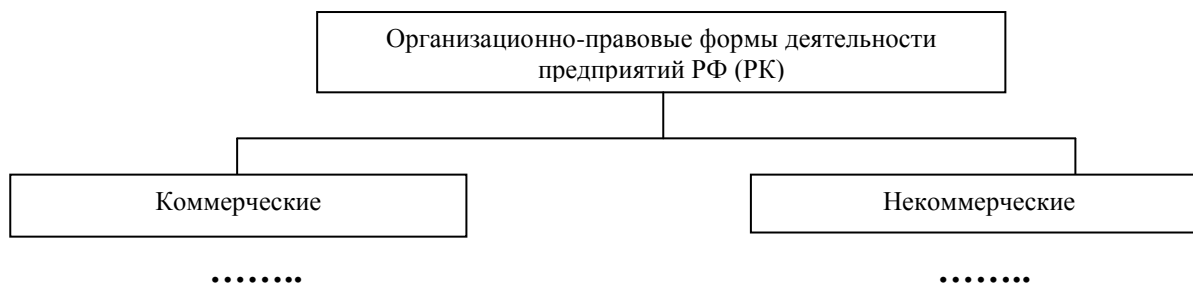 Организационно-правовые формы деятельности
предприятий РФ (РК)
Коммерческие
Некоммерческие
……..
……..